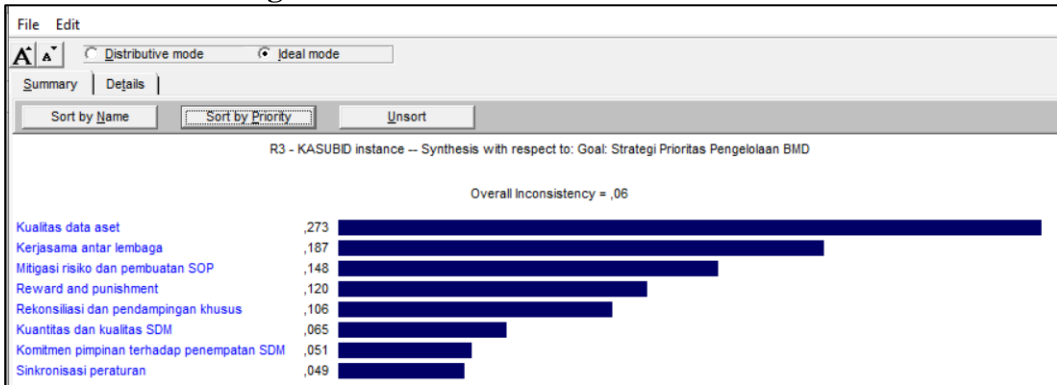 File Edit
A A Distributive mode Ideal mode
Summary Details
Sort by Name Sort by Priority Unsort
R3 - KASUBID instance -- Synthesis with respect to: Goal: Strategi Prioritas Pengelolaan BMD
Overall Inconsistency = ,06
Kualitas data aset ,273
Kerjasama antar lembaga ,187
Mitigasi risiko dan pembuatan SOP ,148
Reward and punishment ,120
Rekonsiliasi dan pendampingan khusus ,106
Kuantitas dan kualitas SDM ,065
Komitmen pimpinan terhadap penempatan SDM ,051
Sinkronisasi peraturan ,049